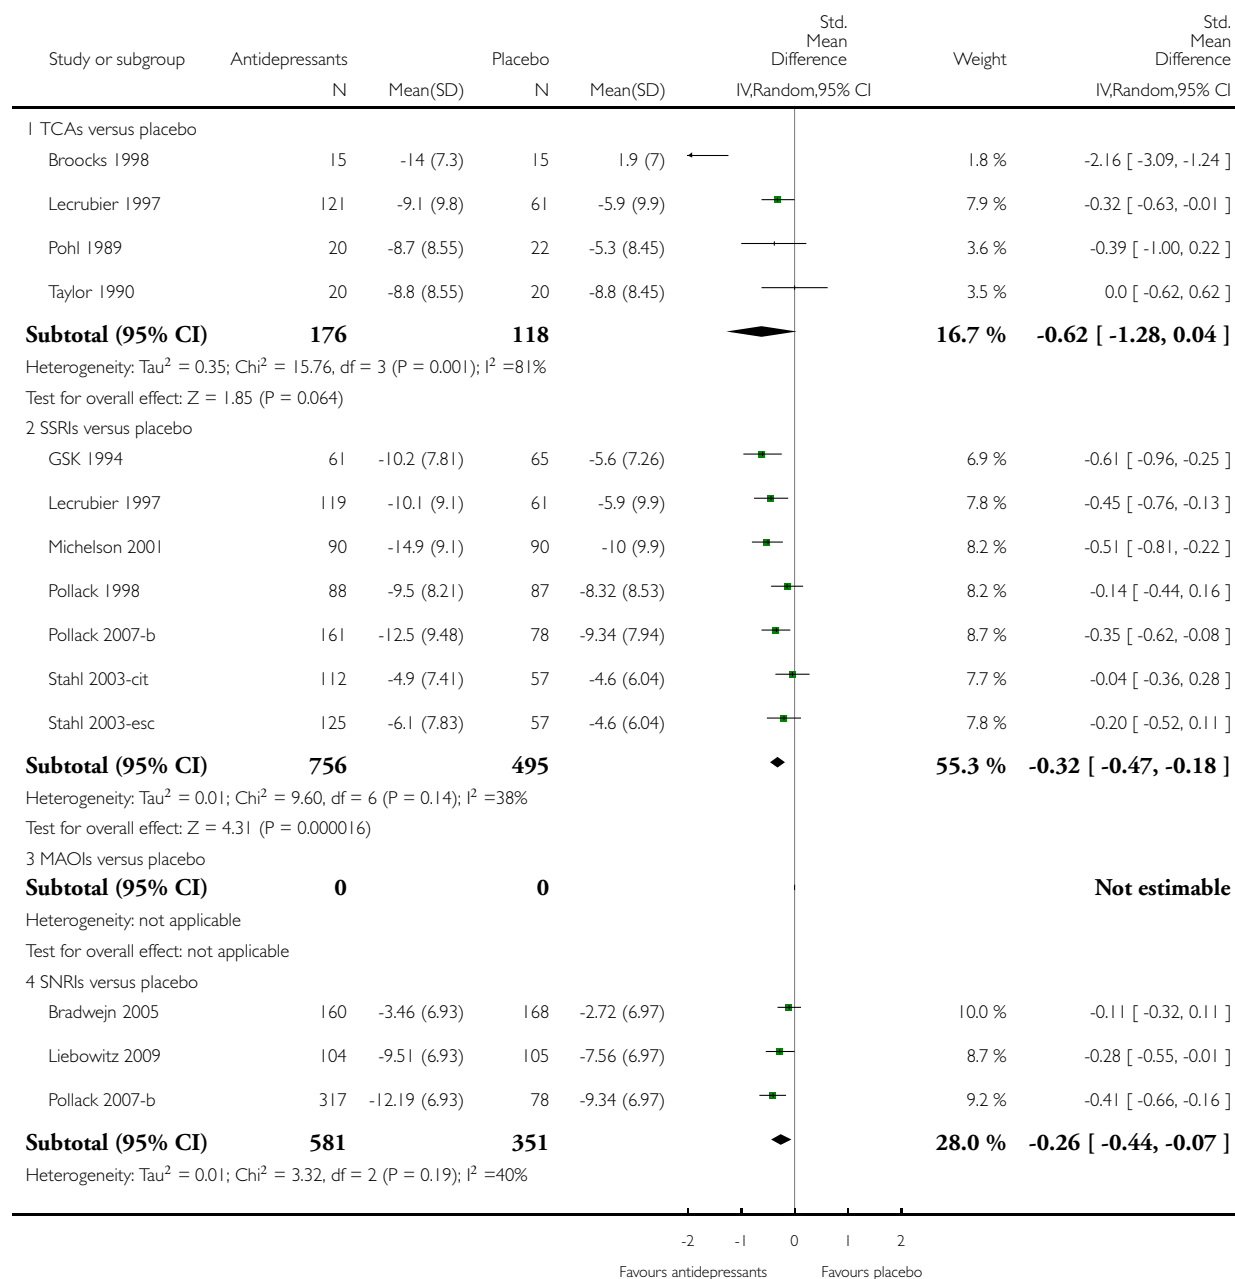 Std. Mean Difference Std. Mean Difference
Study or subgroup Antidepressants Placebo Weight
N Mean(SD) N Mean(SD) IV,Random,95% CI IV,Random,95% CI
1 TCAs versus placebo
Broocks 1998 15 -14 (7.3) 15 1.9 (7) 1.8 % -2.16 [ -3.09, -1.24 ]
Lecrubier 1997 121 -9.1 (9.8) 61 -5.9 (9.9) 7.9 % -0.32 [ -0.63, -0.01 ]
Pohl 1989 20 -8.7 (8.55) 22 -5.3 (8.45) 3.6 % -0.39 [ -1.00, 0.22 ]
Taylor 1990 20 -8.8 (8.55) 20 -8.8 (8.45) 3.5 % 0.0 [ -0.62, 0.62 ]
Subtotal (95% CI) 176 118 16.7 % -0.62 [ -1.28, 0.04 ]
Heterogeneity: Tau² = 0.35; Chi² = 15.76, df = 3 (P = 0.001); I² =81%
Test for overall effect: Z = 1.85 (P = 0.064)
2 SSRIs versus placebo
GSK 1994 61 -10.2 (7.81) 65 -5.6 (7.26) 6.9 % -0.61 [ -0.96, -0.25 ]
Lecrubier 1997 119 -10.1 (9.1) 61 -5.9 (9.9) 7.8 % -0.45 [ -0.76, -0.13 ]
Michelson 2001 90 -14.9 (9.1) 90 -10 (9.9) 8.2 % -0.51 [ -0.81, -0.22 ]
Pollack 1998 88 -9.5 (8.21) 87 -8.32 (8.53) 8.2 % -0.14 [ -0.44, 0.16 ]
Pollack 2007-b 161 -12.5 (9.48) 78 -9.34 (7.94) 8.7 % -0.35 [ -0.62, -0.08 ]
Stahl 2003-cit 112 -4.9 (7.41) 57 -4.6 (6.04) 7.7 % -0.04 [ -0.36, 0.28 ]
Stahl 2003-esc 125 -6.1 (7.83) 57 -4.6 (6.04) 7.8 % -0.20 [ -0.52, 0.11 ]
Subtotal (95% CI) 756 495 55.3 % -0.32 [ -0.47, -0.18 ]
Heterogeneity: Tau² = 0.01; Chi² = 9.60, df = 6 (P = 0.14); I² =38%
Test for overall effect: Z = 4.31 (P = 0.000016)
3 MAOIs versus placebo
Subtotal (95% CI) 0 0 Not estimable
Heterogeneity: not applicable
Test for overall effect: not applicable
4 SNRIs versus placebo
Bradwejn 2005 160 -3.46 (6.93) 168 -2.72 (6.97) 10.0 % -0.11 [ -0.32, 0.11 ]
Liebowitz 2009 104 -9.51 (6.93) 105 -7.56 (6.97) 8.7 % -0.28 [ -0.55, -0.01 ]
Pollack 2007-b 317 -12.19 (6.93) 78 -9.34 (6.97) 9.2 % -0.41 [ -0.66, -0.16 ]
Subtotal (95% CI) 581 351 28.0 % -0.26 [ -0.44, -0.07 ]
Heterogeneity: Tau² = 0.01; Chi² = 3.32, df = 2 (P = 0.19); I² =40%
-2 -1 0 1 2
Favours antidepressants Favours placebo